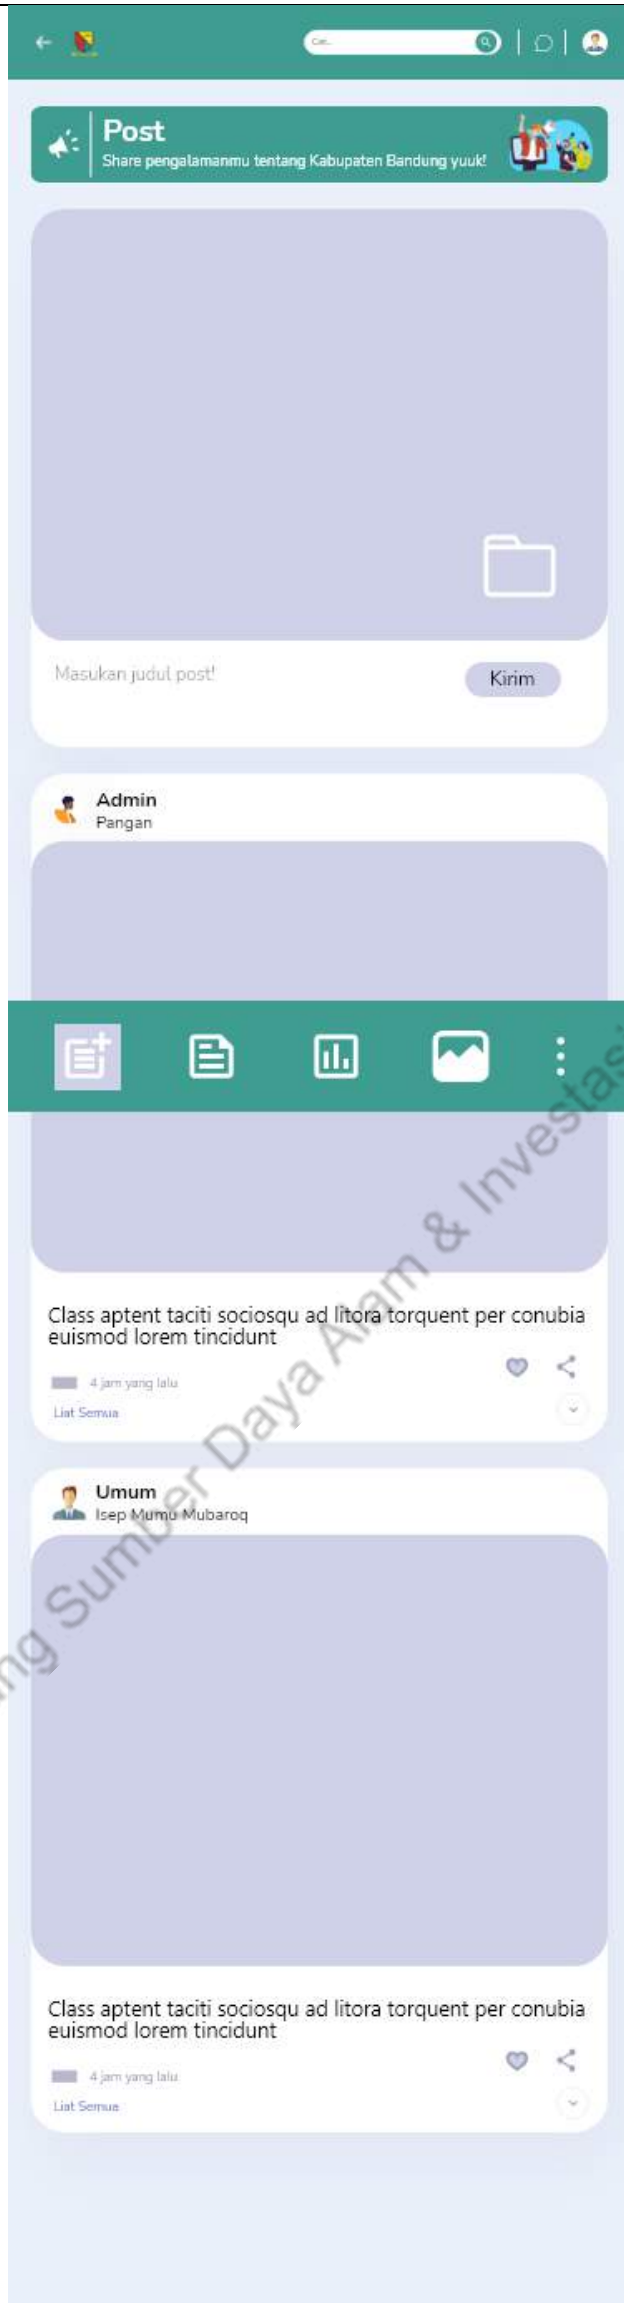 Cari..
Post
Share pengalamanmu tentang Kabupaten Bandung yuuk!
Masukan judul post!
Kirim
Admin
Pangan
Class aptent taciti sociosqu ad litora torquent per conubia
euismod lorem tincidunt
4 jam yang lalu
Liat Semua
Umum
Isep Mumu Mubaroq
Class aptent taciti sociosqu ad litora torquent per conubia
euismod lorem tincidunt
4 jam yang lalu
Liat Semua
Sumber Daya Alam & Investasi